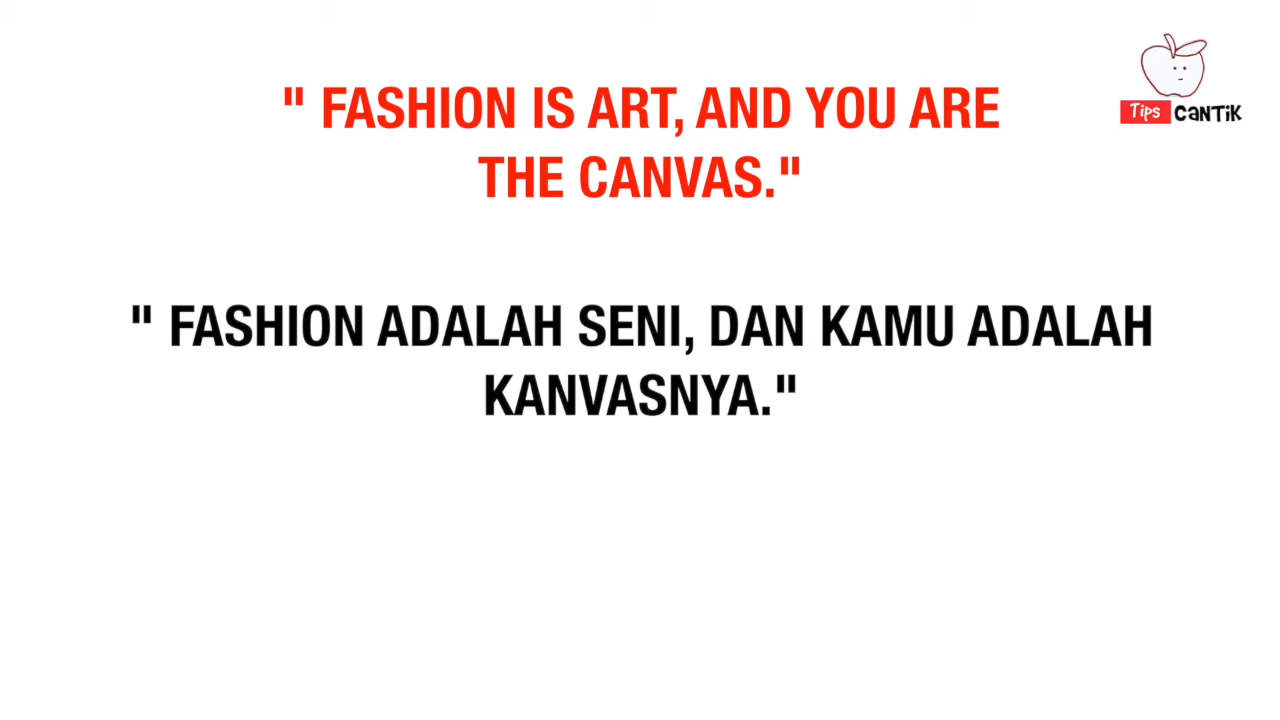 " FASHION IS ART, AND YOU ARE
THE CANVAS."
" FASHION ADALAH SENI, DAN KAMU ADALAH
KANVASNYA."
Tips CANTIK